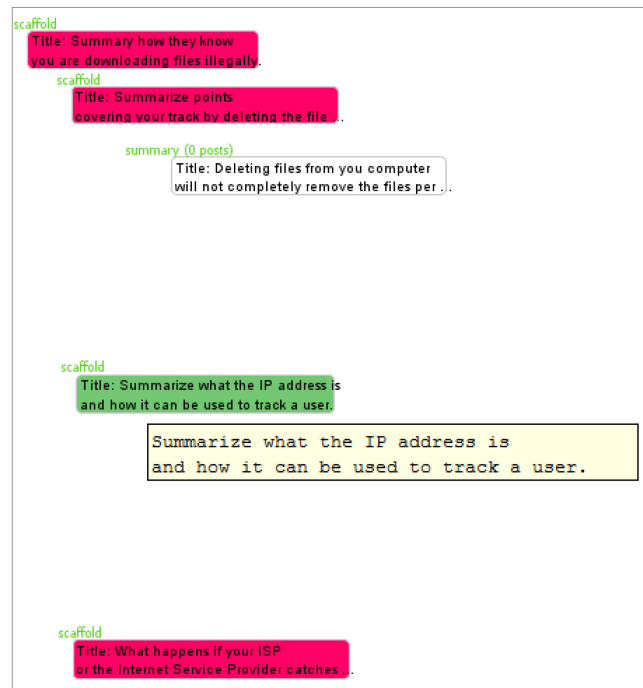 scaffold
Title: Summary how they know
you are downloading files illegally.
scaffold
Title: Summarize points
covering your track by deleting the file ...
summary (0 posts)
Title: Deleting files from you computer
will not completely remove the files per ...
scaffold
Title: Summarize what the IP address is
and how it can be used to track a user.
Summarize what the IP address is
and how it can be used to track a user.
scaffold
Title: What happens if your ISP
or the Internet Service Provider catches ...